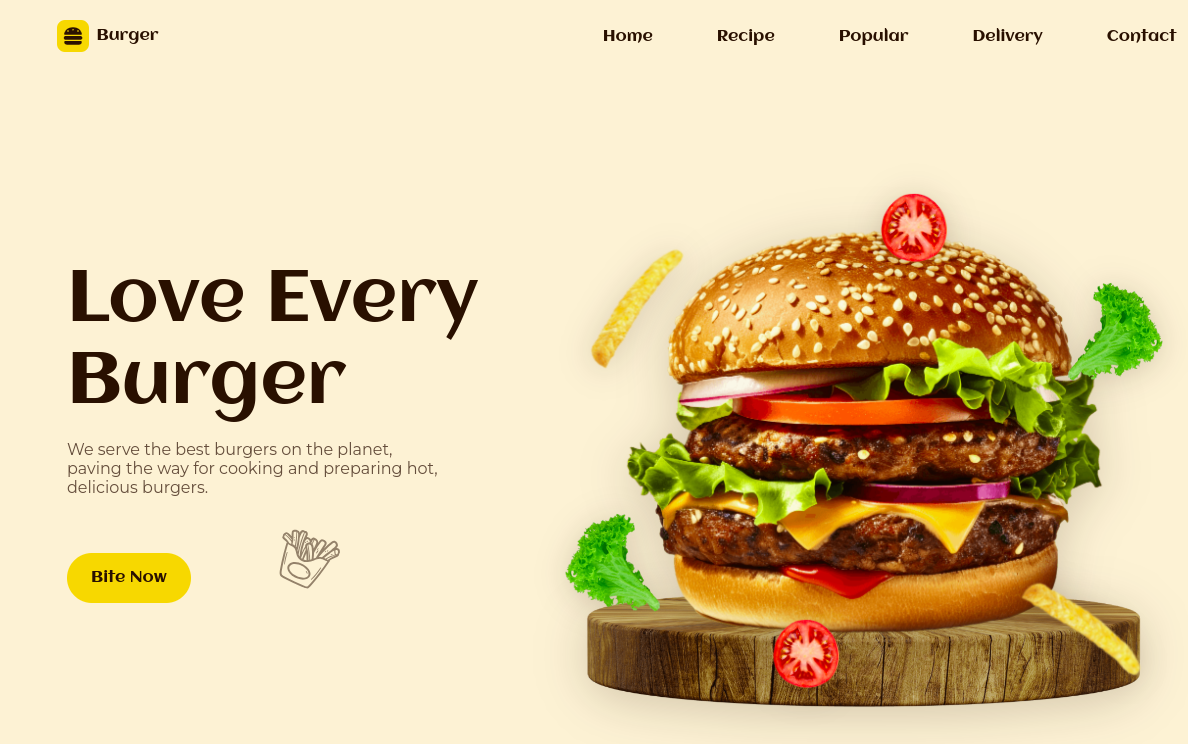 Burger
Home Recipe Popular Delivery Contact
Love Every
Burger
We serve the best burgers on the planet,
paving the way for cooking and preparing hot,
delicious burgers.
Bite Now